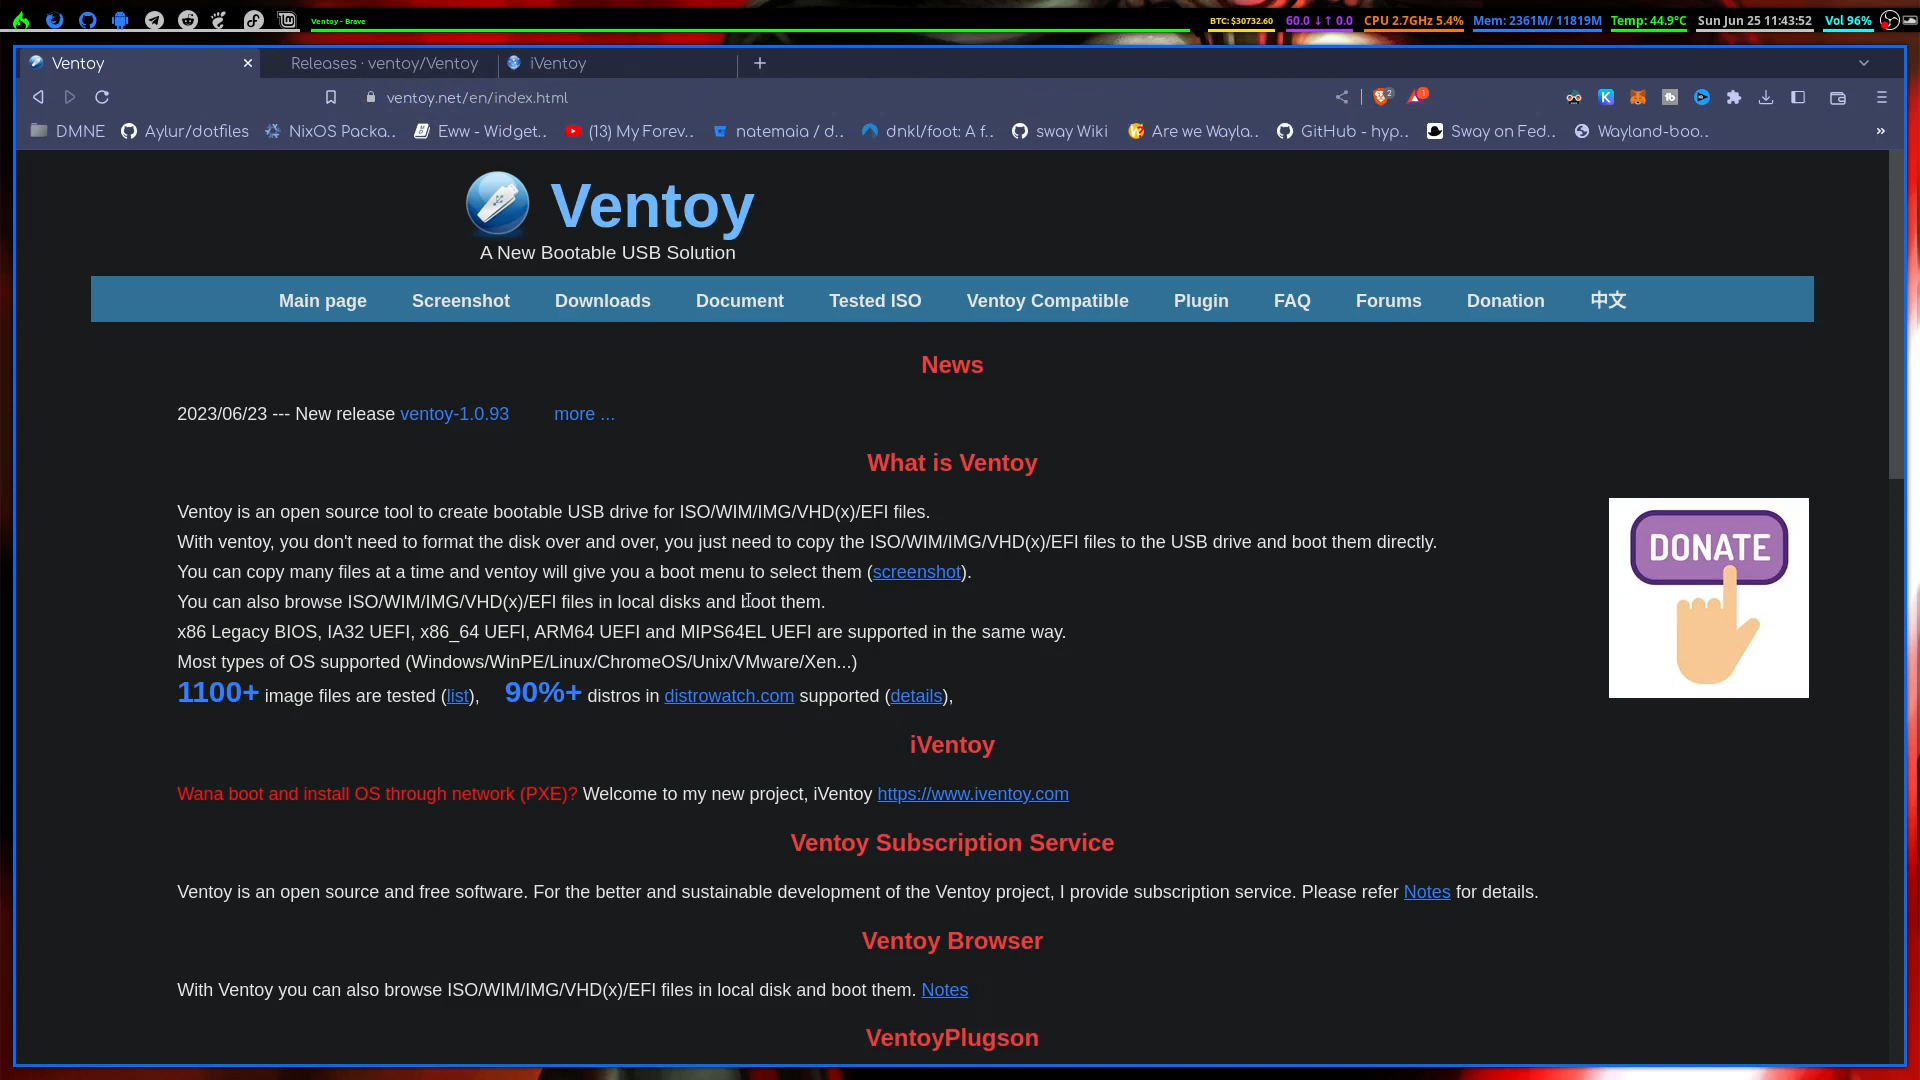 Ventoy - Brave
BTC: $30732.60
60.0 ↓↑ 0.0
CPU 2.7GHz 5.4%
Mem: 2361M/ 11819M
Temp: 44.9°C
Sun Jun 25 11:43:52
Vol 96%
Ventoy
Releases · ventoy/Ventoy
iVentoy
ventoy.net/en/index.html
2
1
DMNE
Aylur/dotfiles
NixOS Packa..
Eww - Widget..
(13) My Forev..
natemaia / d..
dnkl/foot: A f..
sway Wiki
Are we Wayla..
GitHub - hyp..
Sway on Fed..
Wayland-boo..
»
Ventoy
A New Bootable USB Solution
Main page
Screenshot
Downloads
Document
Tested ISO
Ventoy Compatible
Plugin
FAQ
Forums
Donation
中文
News
2023/06/23 --- New release ventoy-1.0.93 more ...
What is Ventoy
Ventoy is an open source tool to create bootable USB drive for ISO/WIM/IMG/VHD(x)/EFI files.
With ventoy, you don't need to format the disk over and over, you just need to copy the ISO/WIM/IMG/VHD(x)/EFI files to the USB drive and boot them directly.
You can copy many files at a time and ventoy will give you a boot menu to select them (screenshot).
You can also browse ISO/WIM/IMG/VHD(x)/EFI files in local disks and boot them.
x86 Legacy BIOS, IA32 UEFI, x86_64 UEFI, ARM64 UEFI and MIPS64EL UEFI are supported in the same way.
Most types of OS supported (Windows/WinPE/Linux/ChromeOS/Unix/VMware/Xen...)
1100+ image files are tested (list), 90%+ distros in distrowatch.com supported (details),
DONATE
iVentoy
Wana boot and install OS through network (PXE)? Welcome to my new project, iVentoy https://www.iventoy.com
Ventoy Subscription Service
Ventoy is an open source and free software. For the better and sustainable development of the Ventoy project, I provide subscription service. Please refer Notes for details.
Ventoy Browser
With Ventoy you can also browse ISO/WIM/IMG/VHD(x)/EFI files in local disk and boot them. Notes
VentoyPlugson